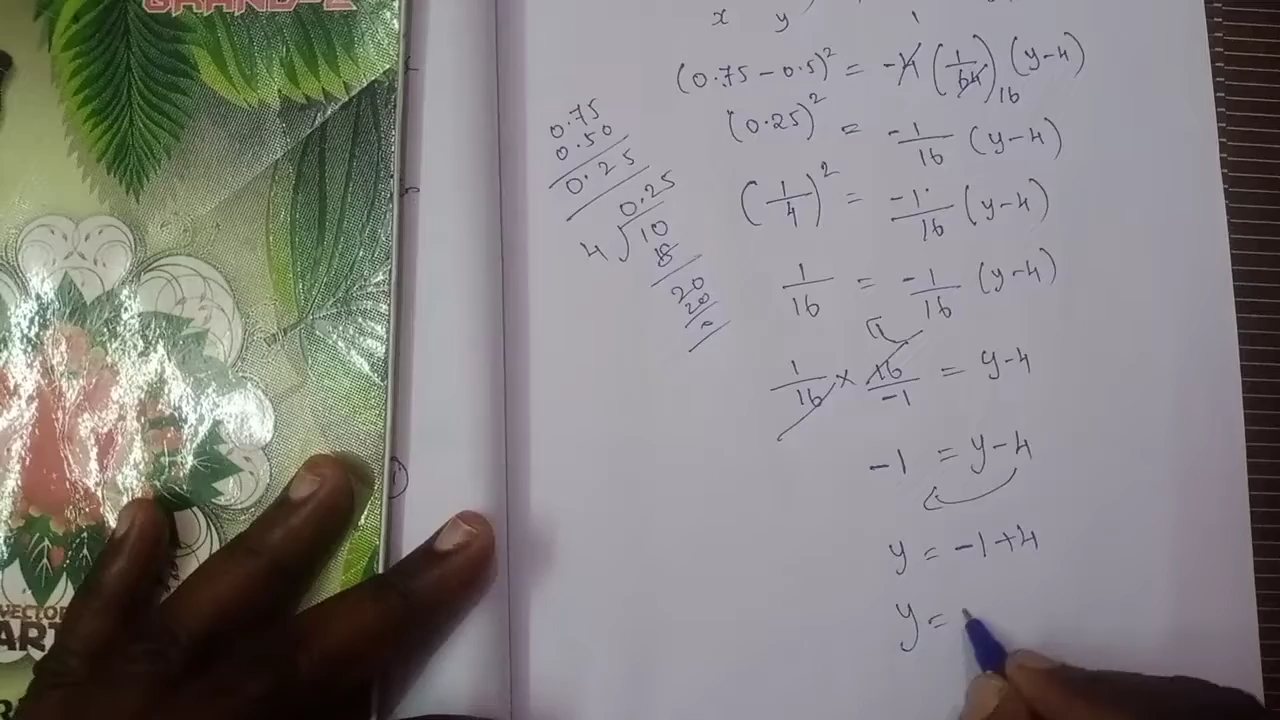 x y
(0.75 - 0.5)² = -4 (1/64) 16 (y-4)
0.75
0.50
0.25
(0.25)² = -1/16 (y-4)
(1/4)² = -1/16 (y-4)
0.25
4 10
8
20
20
0
1/16 = -1/16 (y-4)
1/16 × 16/-1 = y-4
-1 = y-4
y = -1+4
y =
VECTOR
ART